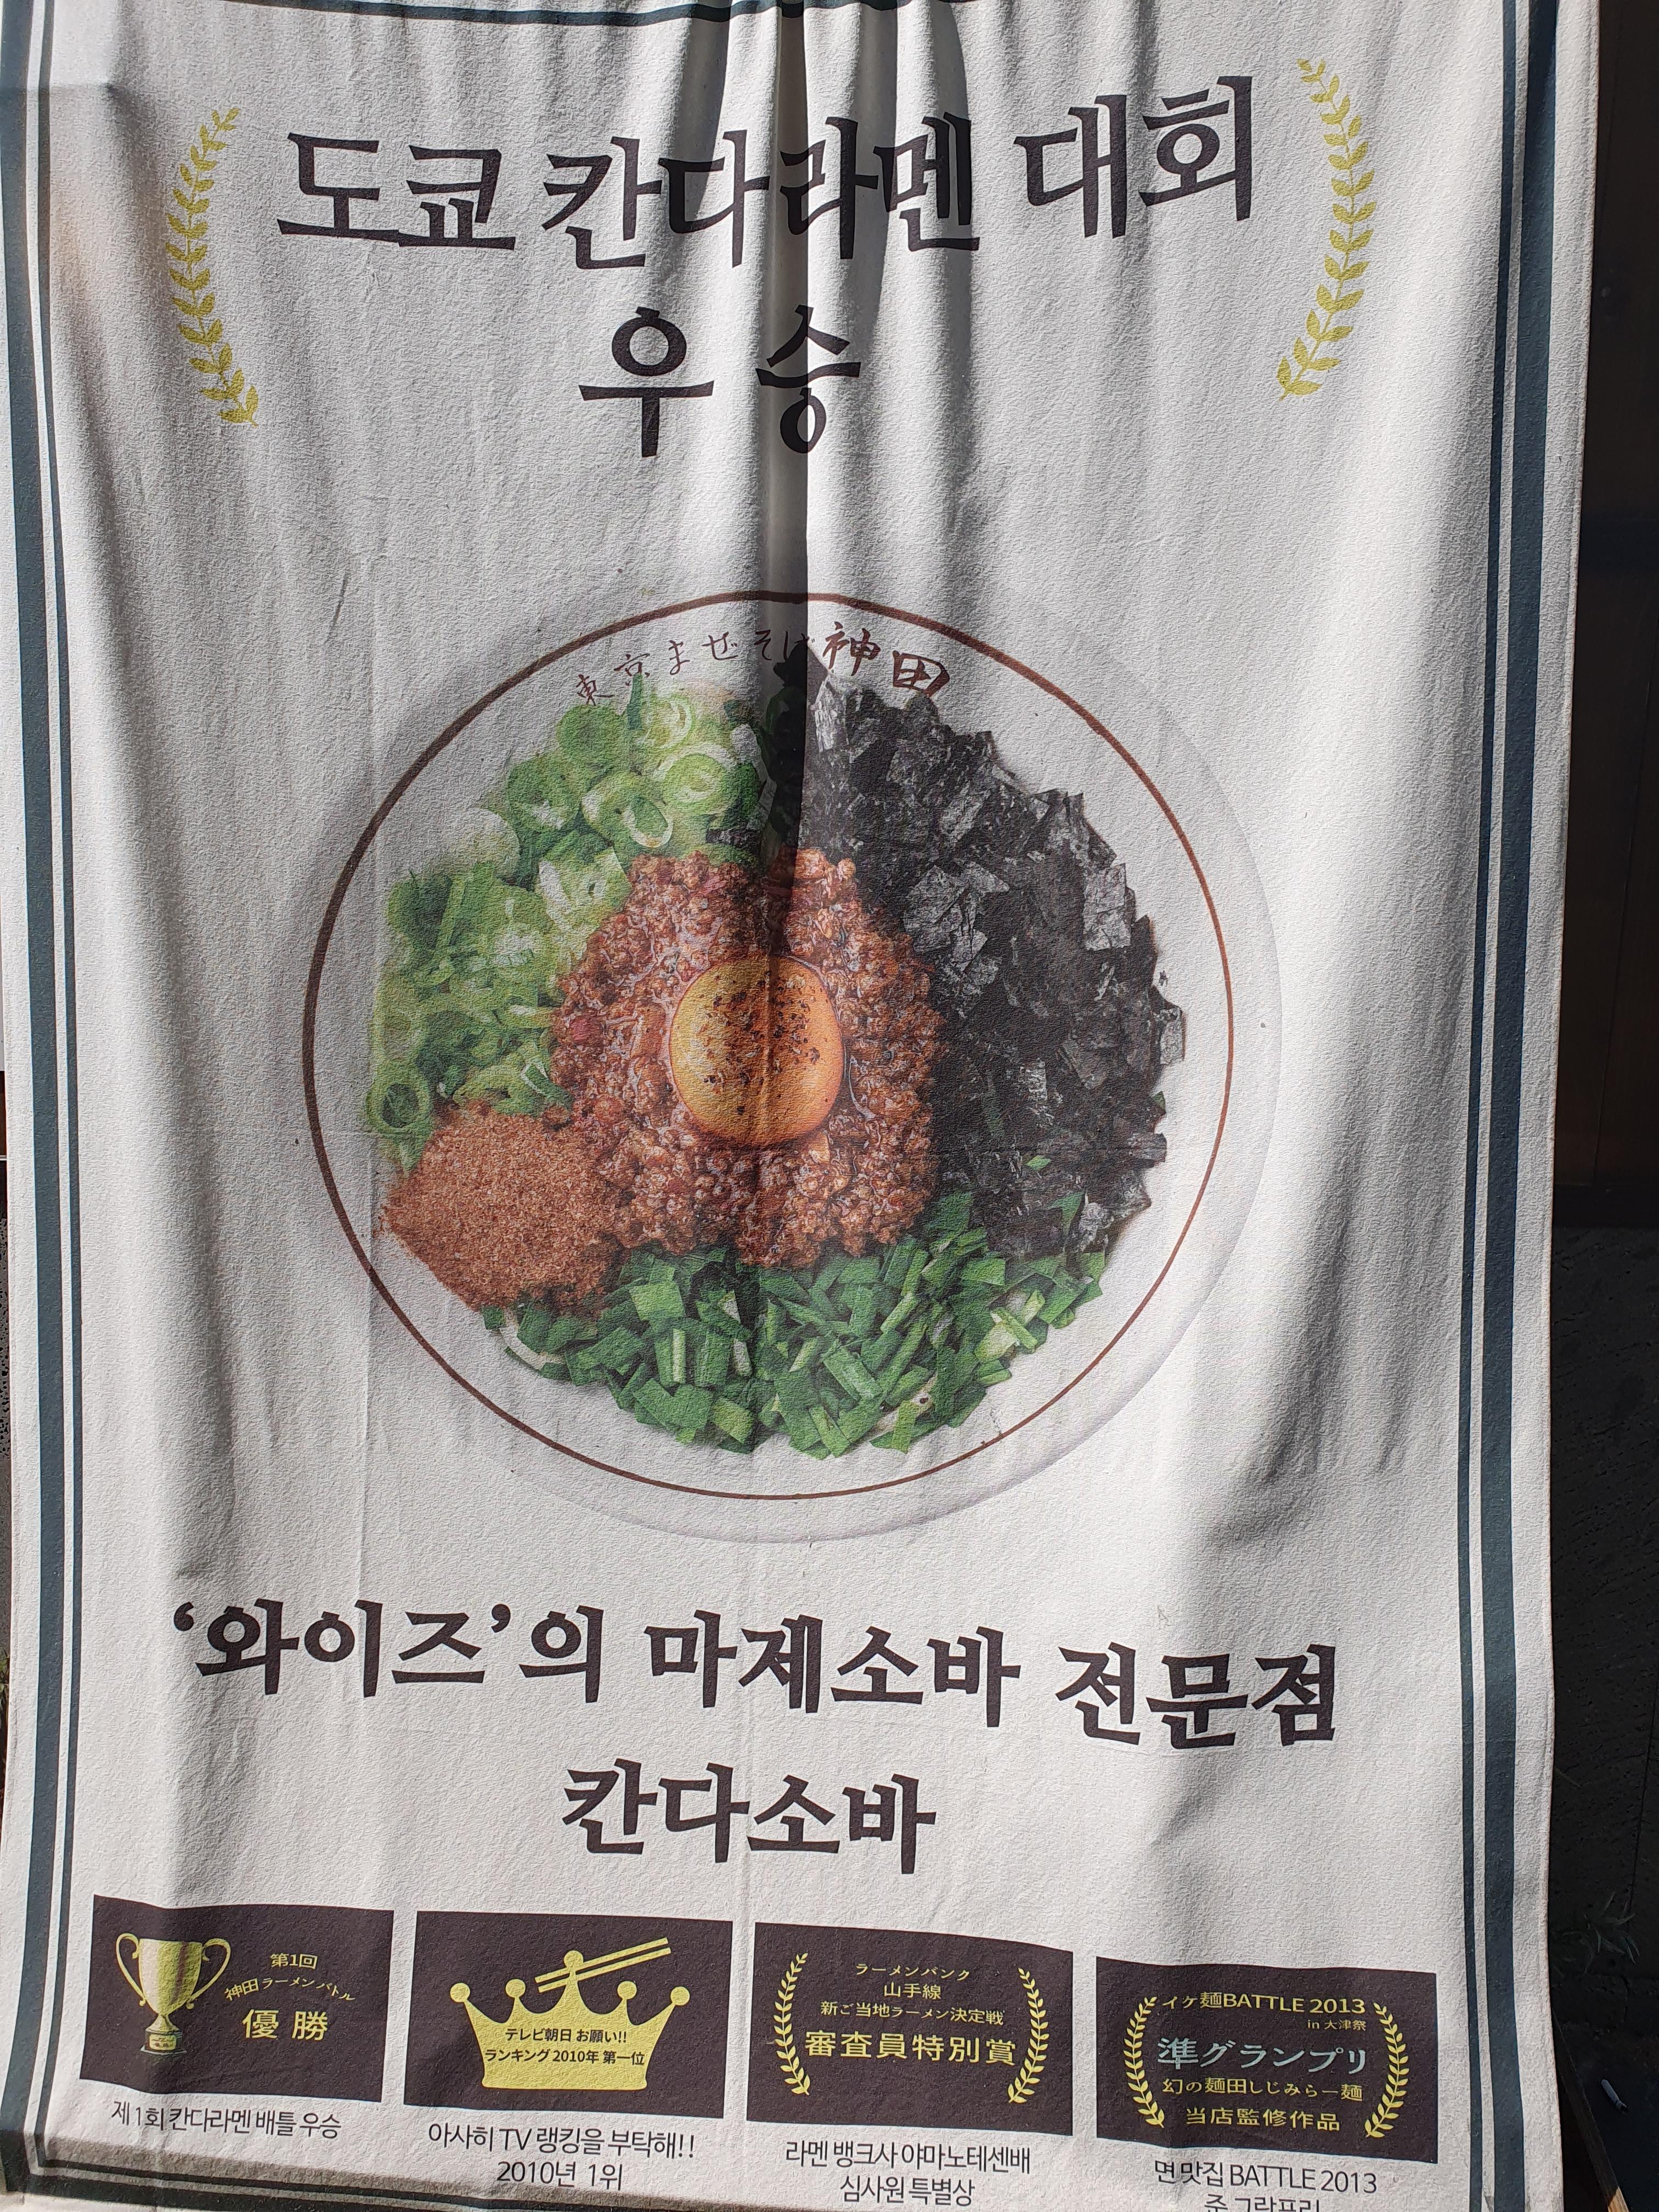 도쿄 칸다라멘 대회
우승
東京まぜそば神田
‘와이즈’의 마제소바 전문점
칸다소바
第1回
神田ラーメンバトル
優勝
제1회 칸다라멘 배틀 우승
テレビ朝日 お願い!!
ランキング 2010年 第一位
아사히 TV 랭킹을 부탁해!!
2010년 1위
ラーメンバンク
山手線
新ご当地ラーメン決定戦
審査員特別賞
라멘 뱅크사 야마노테센배
심사원 특별상
イケ麺BATTLE 2013
in 大津祭
準グランプリ
幻の麺田しじみらー麺
当店監修作品
면 맛집 BATTLE 2013
준 그랑프리